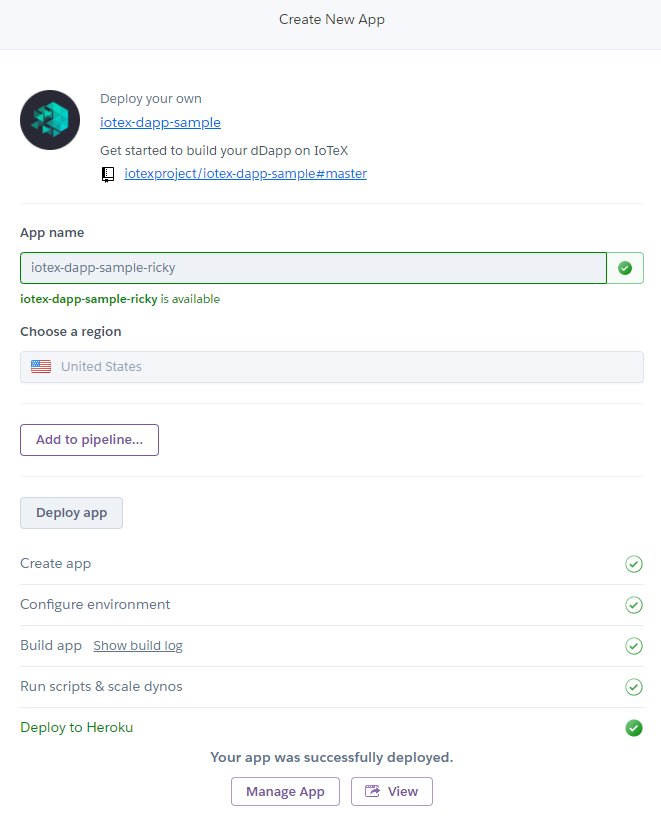 Create New App
Deploy your own
iotex-dapp-sample
Get started to build your dDapp on IoTeX
iotexproject/iotex-dapp-sample#master
App name
iotex-dapp-sample-ricky
iotex-dapp-sample-ricky is available
Choose a region
United States
Add to pipeline...
Deploy app
Create app
Configure environment
Build app Show build log
Run scripts & scale dynos
Deploy to Heroku
Your app was successfully deployed.
Manage App View